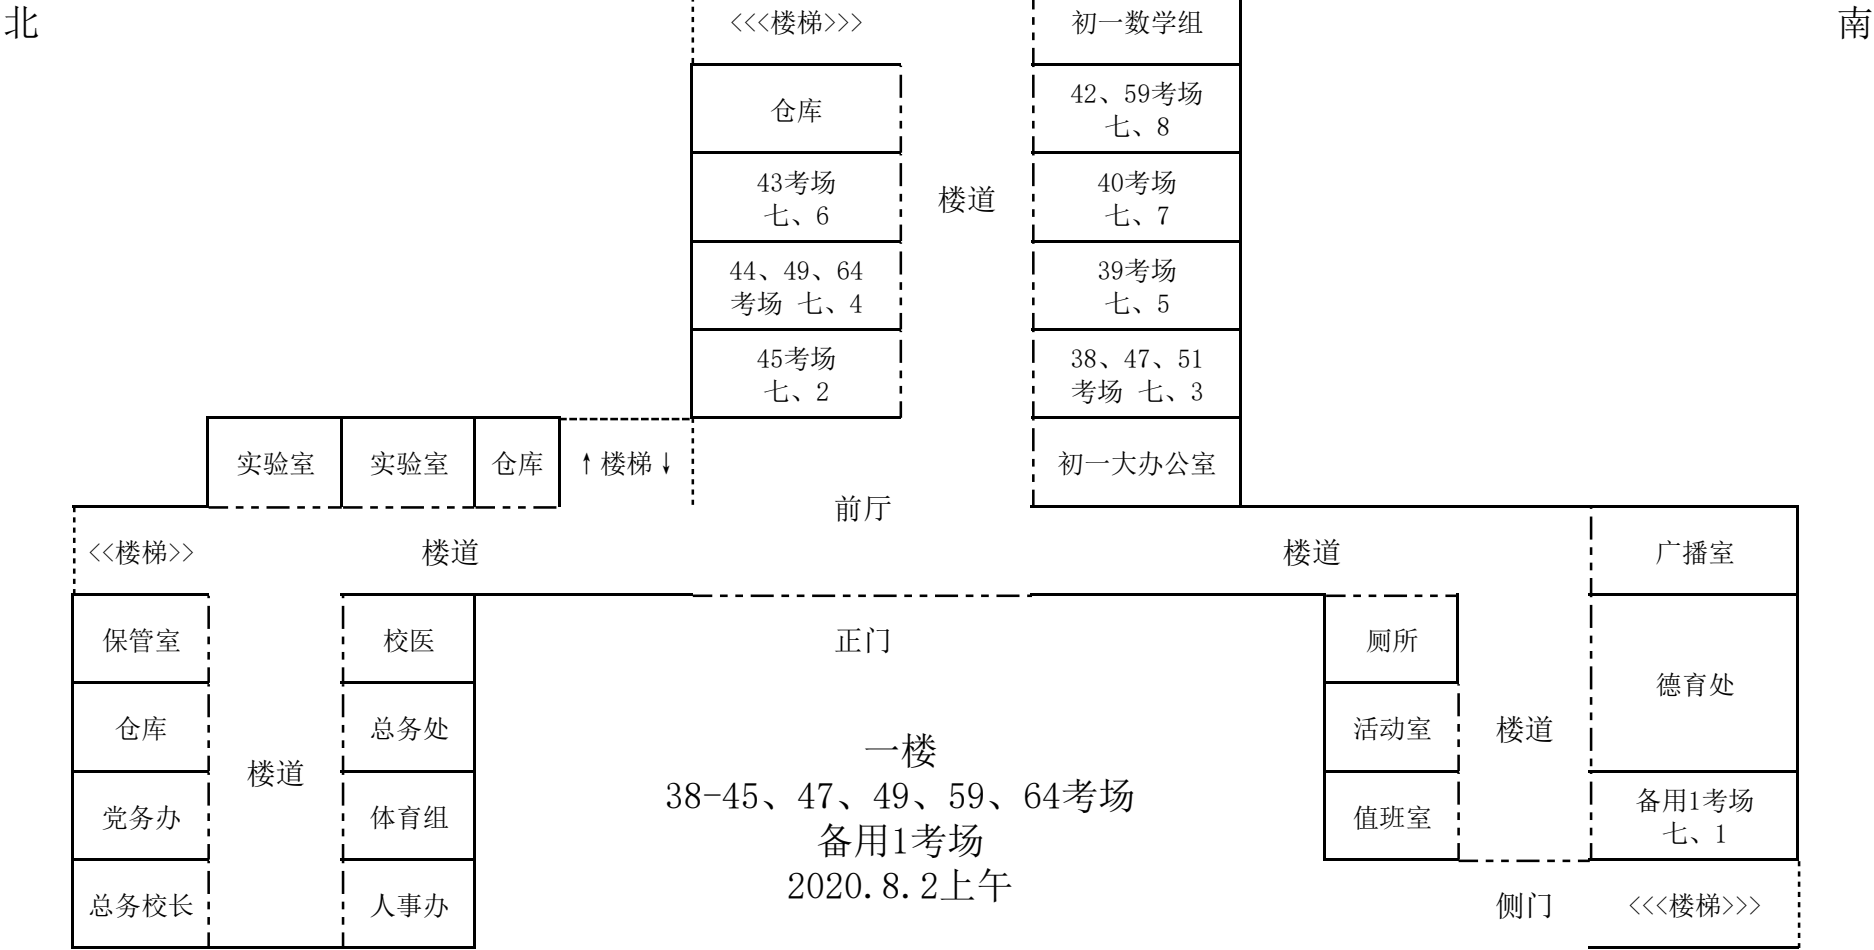 北
<<<楼梯>>>
初一数学组
南
仓库
42、59考场
七、8
43考场
七、6
楼道
40考场
七、7
44、49、64
考场 七、4
39考场
七、5
45考场
七、2
38、47、51
考场 七、3
实验室
实验室
仓库
↑楼梯↓
初一大办公室
前厅
<<楼梯>>
楼道
楼道
广播室
保管室
校医
正门
厕所
德育处
仓库
总务处
活动室
楼道
楼道
党务办
体育组
值班室
备用1考场
七、1
一楼
38-45、47、49、59、64考场
备用1考场
2020.8.2上午
总务校长
人事办
侧门
<<<楼梯>>>